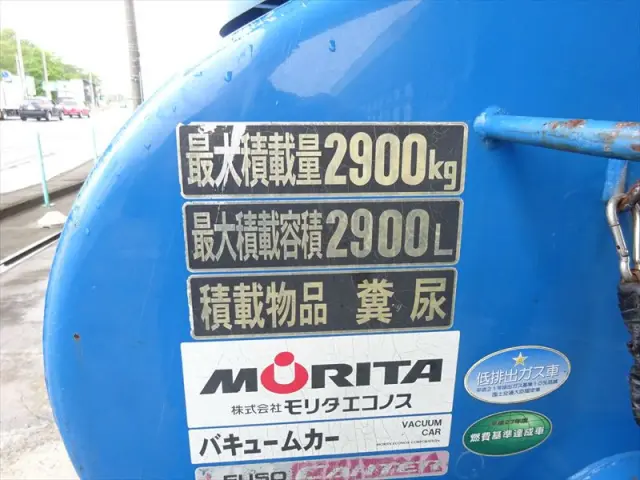 最大積載量2900kg
最大積載容積2900L
積載物品 糞尿
MORITA
株式会社モリタエコノス
バキュームカー
VACUUM
CAR
FUSO CANTER
低排出ガス車
燃費基準達成車